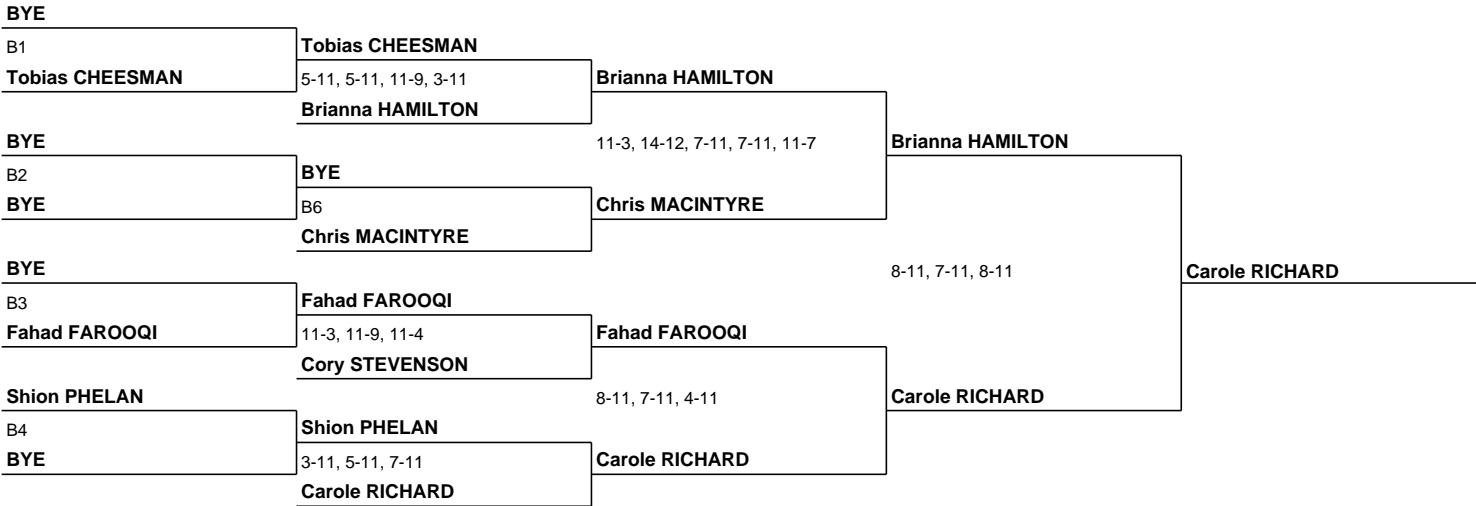 BYE
B1
Tobias CHEESMAN
BYE
B2
BYE
BYE
B3
Fahad FAROOQI
Shion PHELAN
B4
BYE
Tobias CHEESMAN
5-11, 5-11, 11-9, 3-11
Brianna HAMILTON
BYE
B6
Chris MACINTYRE
Fahad FAROOQI
11-3, 11-9, 11-4
Cory STEVENSON
Shion PHELAN
3-11, 5-11, 7-11
Carole RICHARD
Brianna HAMILTON
11-3, 14-12, 7-11, 7-11, 11-7
Chris MACINTYRE
Fahad FAROOQI
8-11, 7-11, 4-11
Carole RICHARD
Brianna HAMILTON
8-11, 7-11, 8-11
Carole RICHARD
Carole RICHARD